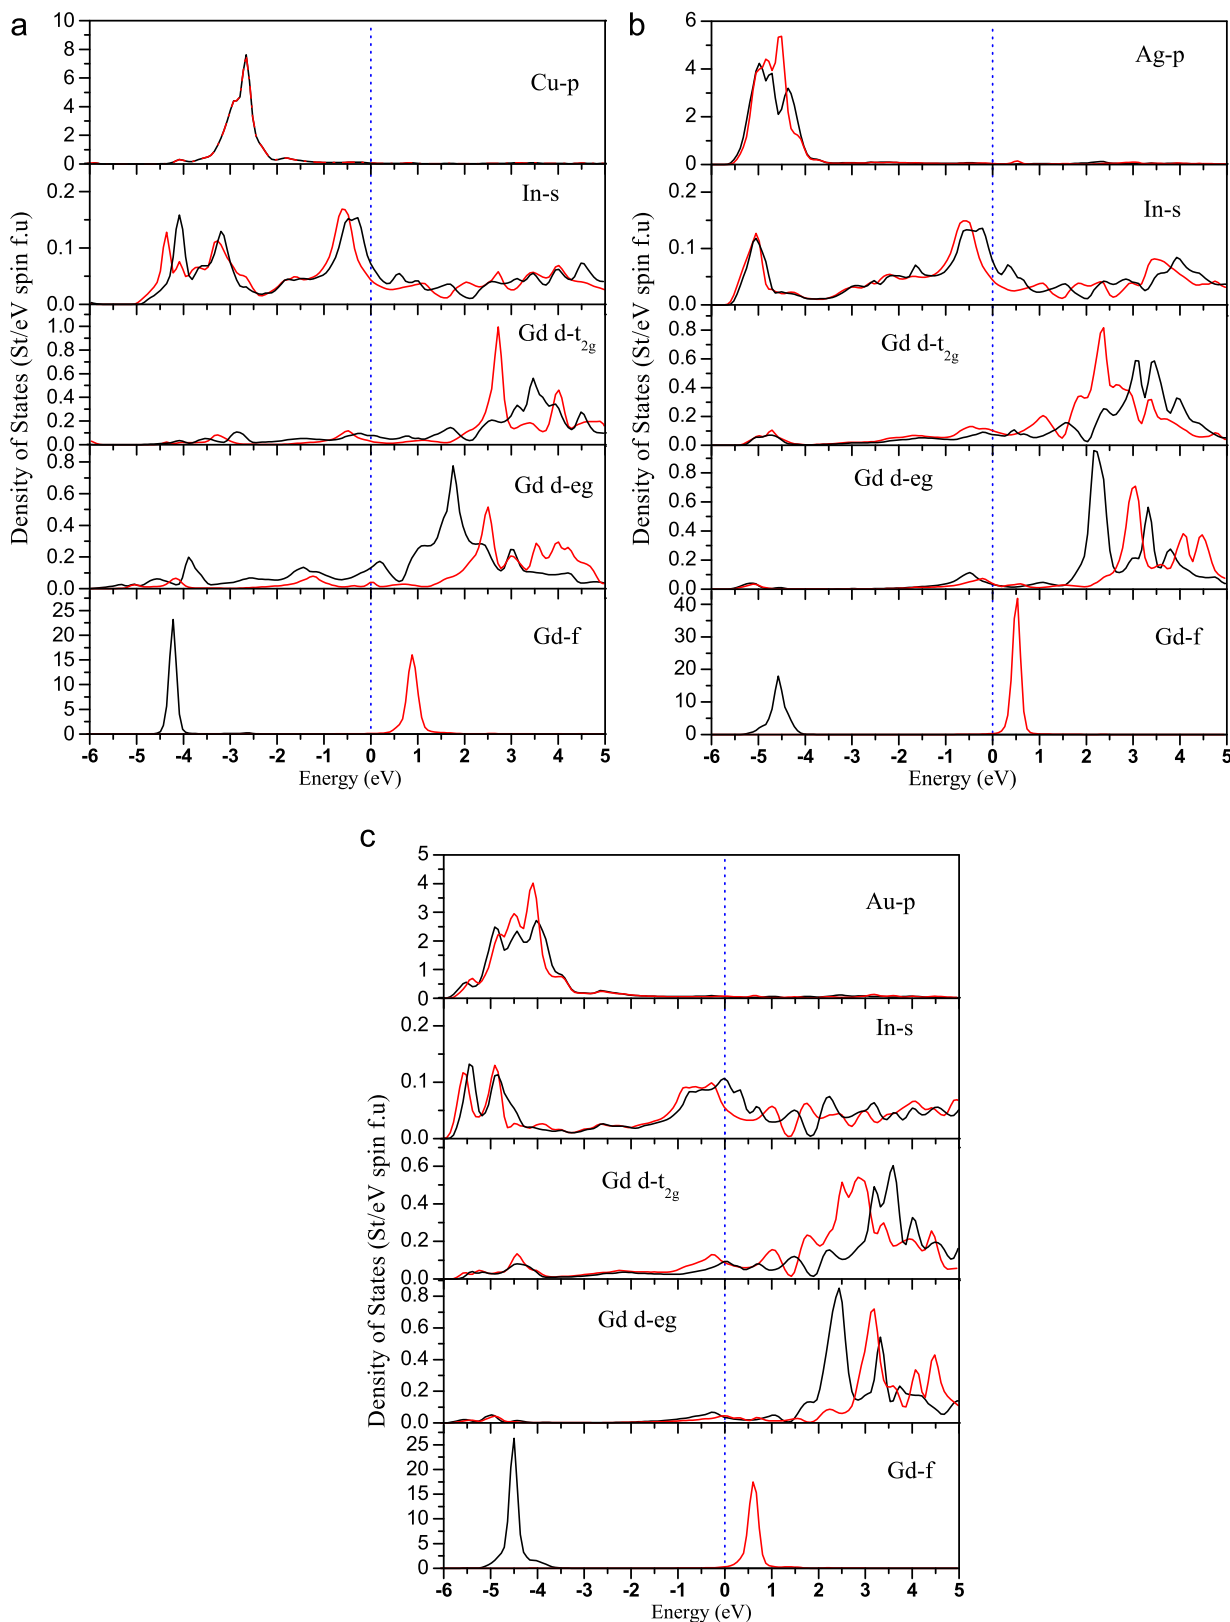 a
Density of States (St/eV spin f.u)
10
8
6
4
2
0
Cu-p
0.2
0.1
0.0
In-s
1.0
0.8
0.6
0.4
0.2
0.0
Gd d-t2g
0.8
0.6
0.4
0.2
0.0
Gd d-eg
25
20
15
10
5
0
Gd-f
-6 -5 -4 -3 -2 -1 0 1 2 3 4 5
Energy (eV)
b
Density of States (St/eV spin f.u)
6
4
2
0
Ag-p
0.2
0.1
0.0
In-s
0.8
0.6
0.4
0.2
0.0
Gd d-t2g
0.8
0.6
0.4
0.2
0.0
Gd d-eg
40
30
20
10
0
Gd-f
-6 -5 -4 -3 -2 -1 0 1 2 3 4 5
Energy (eV)
c
Density of States (St/eV spin f.u)
5
4
3
2
1
0
Au-p
0.2
0.1
0.0
In-s
0.6
0.4
0.2
0.0
Gd d-t2g
0.8
0.6
0.4
0.2
0.0
Gd d-eg
25
20
15
10
5
0
Gd-f
-6 -5 -4 -3 -2 -1 0 1 2 3 4 5
Energy (eV)